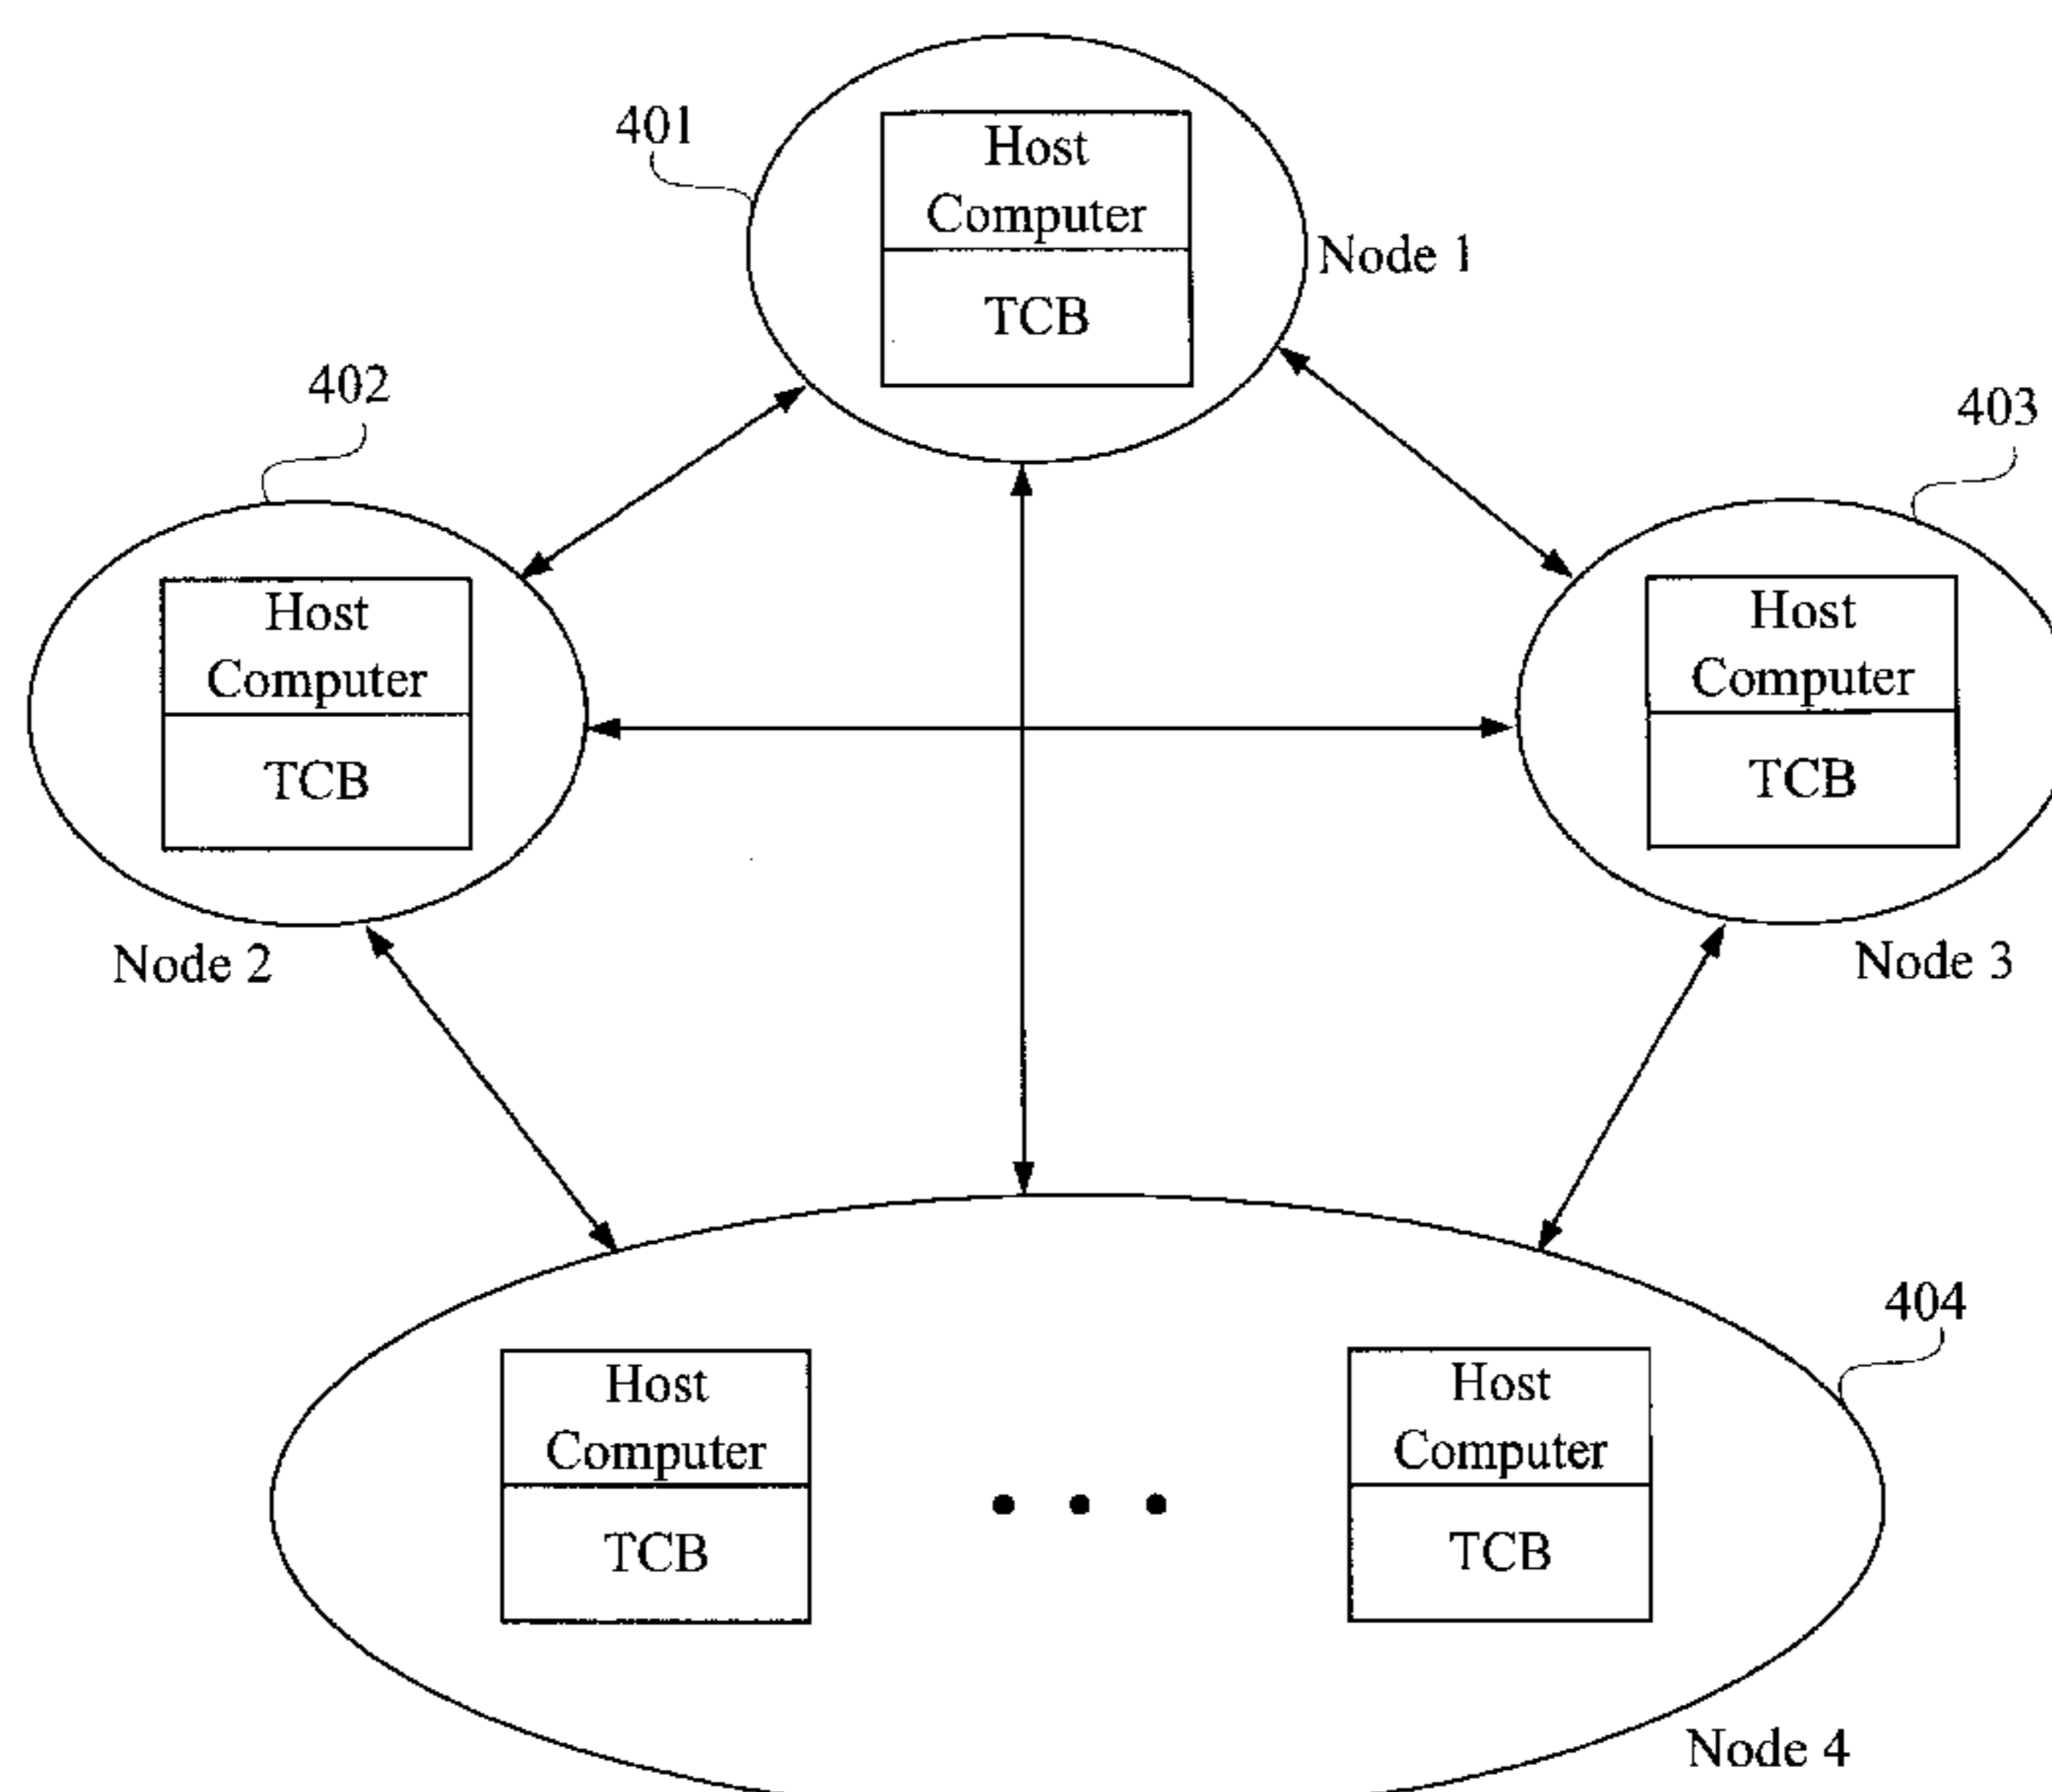 401
Host
Computer
TCB
Node 1
402
Host
Computer
TCB
Node 2
403
Host
Computer
TCB
Node 3
404
Host
Computer
TCB
Host
Computer
TCB
Node 4